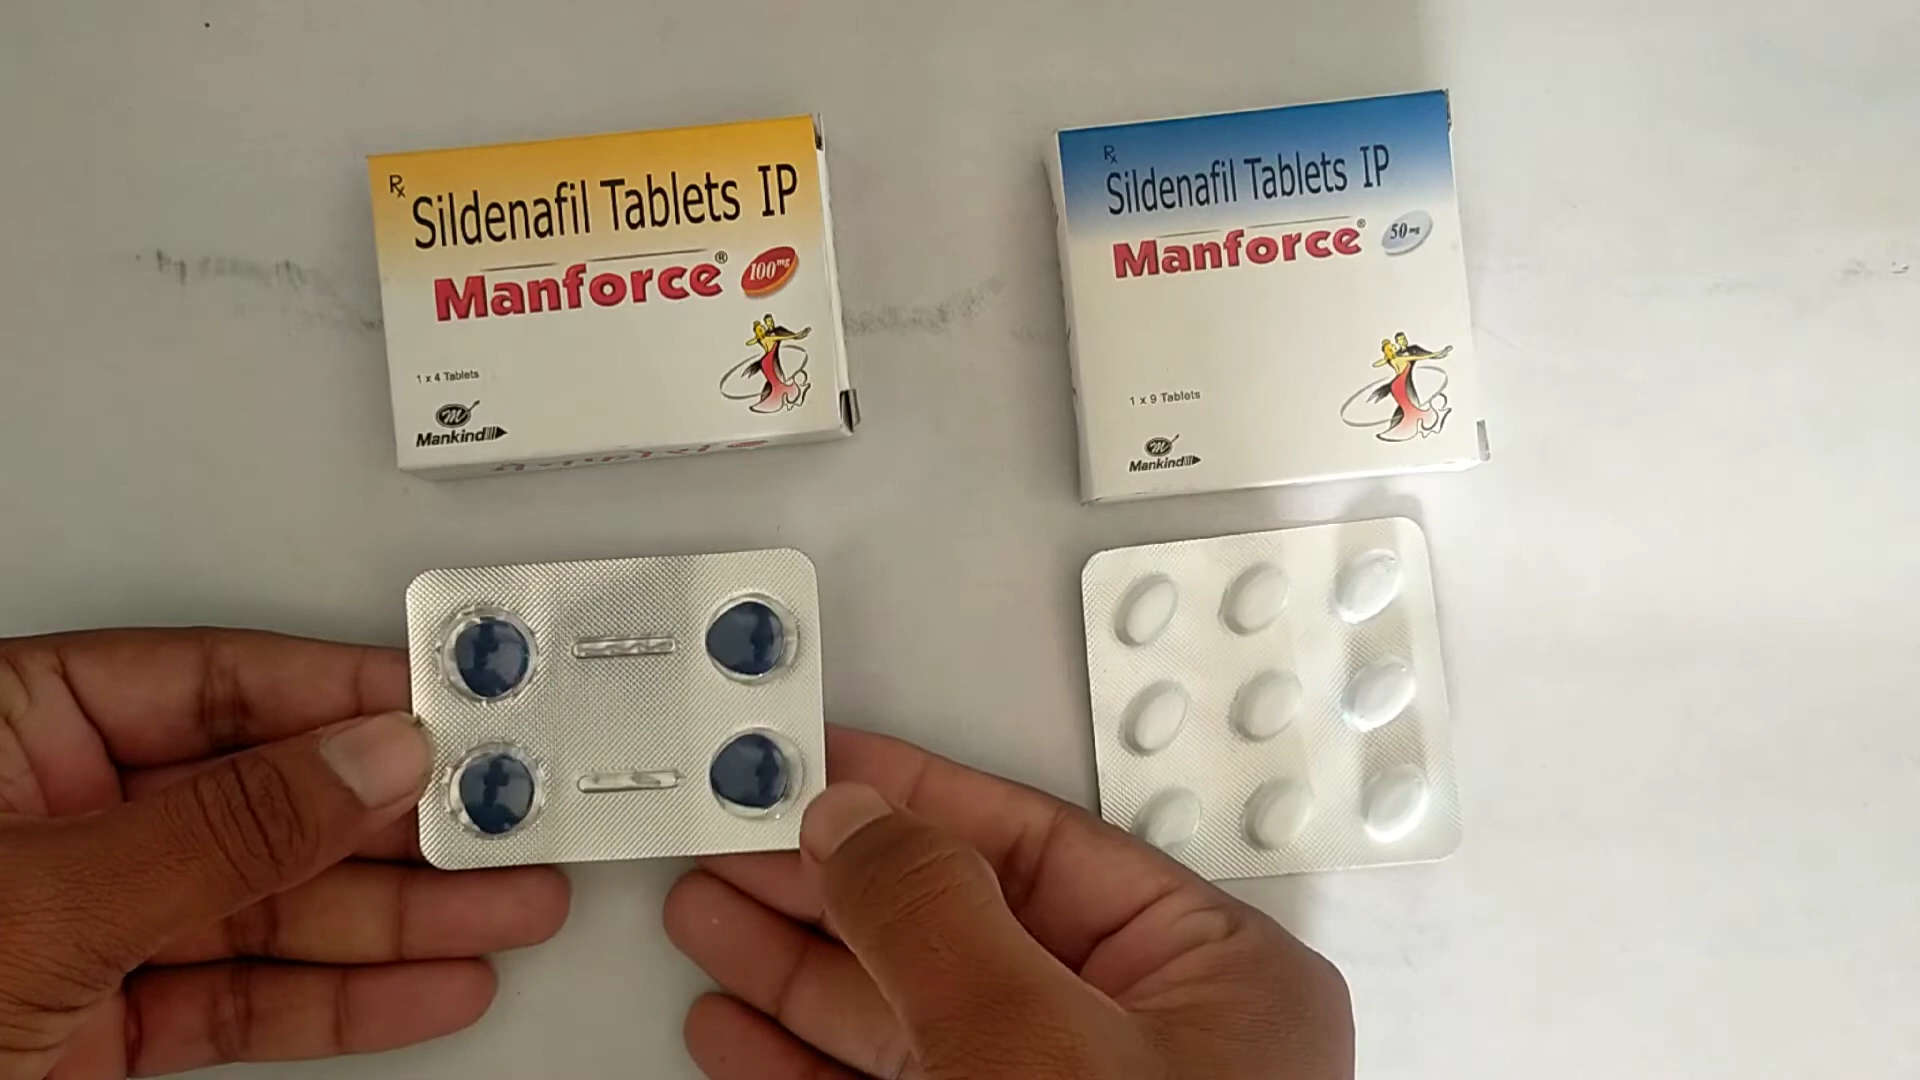 Rx
Sildenafil Tablets IP
Manforce® 100mg
1 x 4 Tablets
Mankind
Rx
Sildenafil Tablets IP
Manforce® 50mg
1 x 9 Tablets
Mankind